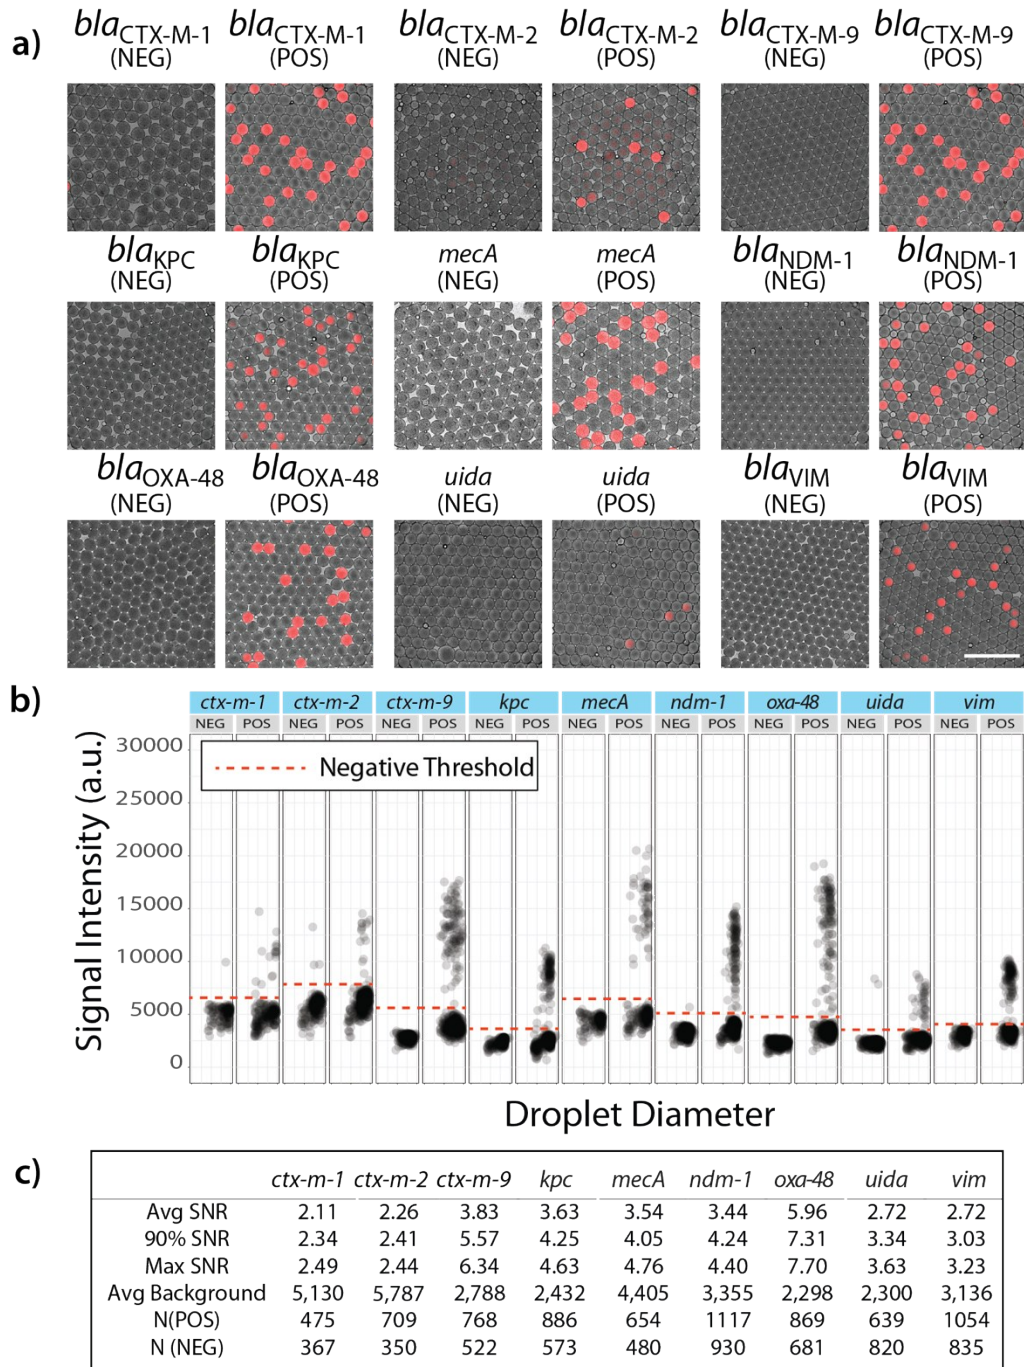 a)
blaCTX-M-1 blaCTX-M-1 blaCTX-M-2 blaCTX-M-2 blaCTX-M-9 blaCTX-M-9
(NEG) (POS) (NEG) (POS) (NEG) (POS)
blaKPC blaKPC mecA mecA blaNDM-1 blaNDM-1
(NEG) (POS) (NEG) (POS) (NEG) (POS)
blaOXA-48 blaOXA-48 uida uida blaVIM blaVIM
(NEG) (POS) (NEG) (POS) (NEG) (POS)
b)
ctx-m-1 ctx-m-2 ctx-m-9 kpc mecA ndm-1 oxa-48 uida vim
NEG POS NEG POS NEG POS NEG POS NEG POS NEG POS NEG POS NEG POS NEG POS
Signal Intensity (a.u.)
30000
25000
20000
15000
10000
5000
0
Negative Threshold
Droplet Diameter
c)
ctx-m-1 ctx-m-2 ctx-m-9 kpc mecA ndm-1 oxa-48 uida vim
Avg SNR 2.11 2.26 3.83 3.63 3.54 3.44 5.96 2.72 2.72
90% SNR 2.34 2.41 5.57 4.25 4.05 4.24 7.31 3.34 3.03
Max SNR 2.49 2.44 6.34 4.63 4.76 4.40 7.70 3.63 3.23
Avg Background 5,130 5,787 2,788 2,432 4,405 3,355 2,298 2,300 3,136
N(POS) 475 709 768 886 654 1117 869 639 1054
N (NEG) 367 350 522 573 480 930 681 820 835